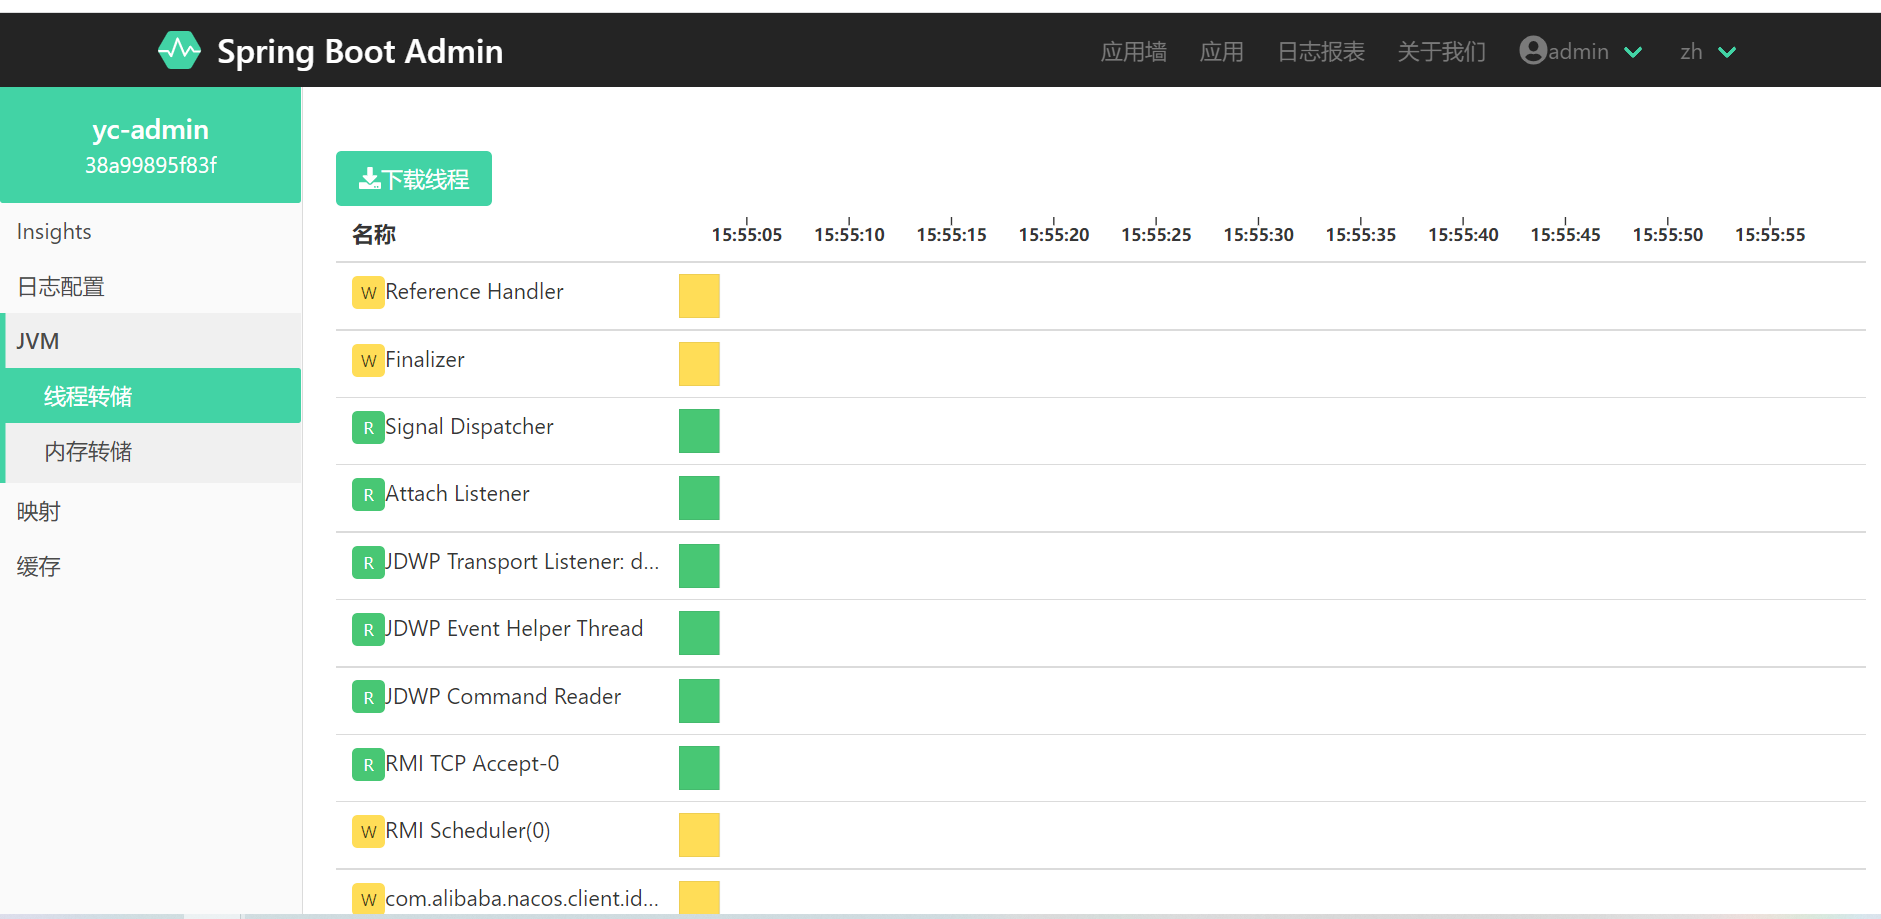 Spring Boot Admin
应用墙 应用 日志报表 关于我们 admin zh
yc-admin
38a99895f83f
Insights
日志配置
JVM
线程转储
内存转储
映射
缓存
下载线程
名称 15:55:05 15:55:10 15:55:15 15:55:20 15:55:25 15:55:30 15:55:35 15:55:40 15:55:45 15:55:50 15:55:55
W Reference Handler
W Finalizer
R Signal Dispatcher
R Attach Listener
R JDWP Transport Listener: d...
R JDWP Event Helper Thread
R JDWP Command Reader
R RMI TCP Accept-0
W RMI Scheduler(0)
W com.alibaba.nacos.client.id...